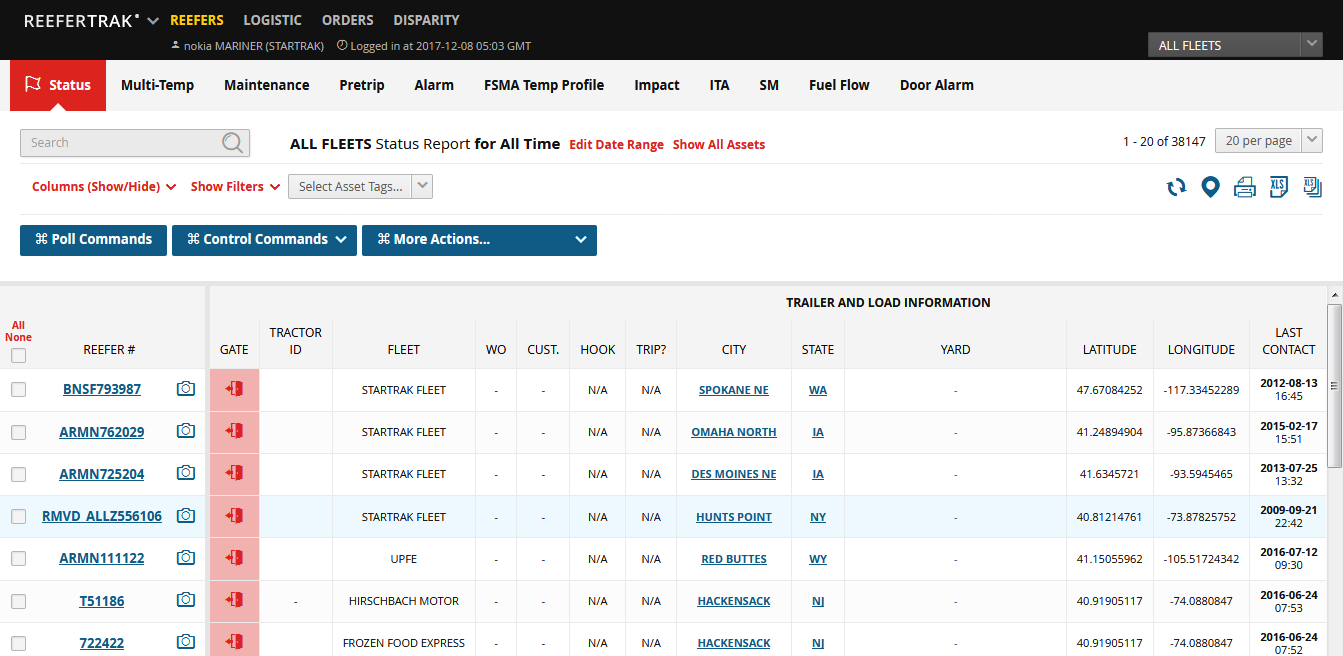 REEFERTRAK REEFERS LOGISTIC ORDERS DISPARITY
nokia MARINER (STARTRAK) Logged in at 2017-12-08 05:03 GMT
ALL FLEETS
Status Multi-Temp Maintenance Pretrip Alarm FSMA Temp Profile Impact ITA SM Fuel Flow Door Alarm
Search
ALL FLEETS Status Report for All Time Edit Date Range Show All Assets
1 - 20 of 38147 20 per page
Columns (Show/Hide) Show Filters Select Asset Tags... XLS XLS
⌘ Poll Commands ⌘ Control Commands ⌘ More Actions...
TRAILER AND LOAD INFORMATION
All
None
REEFER # GATE TRACTOR ID FLEET WO CUST. HOOK TRIP? CITY STATE YARD LATITUDE LONGITUDE LAST CONTACT
BNSF793987 STARTRAK FLEET - - N/A N/A SPOKANE NE WA - 47.67084252 -117.33452289 2012-08-13 16:45
ARMN762029 STARTRAK FLEET - - N/A N/A OMAHA NORTH IA - 41.24894904 -95.87366843 2015-02-17 15:51
ARMN725204 STARTRAK FLEET - - N/A N/A DES MOINES NE IA - 41.6345721 -93.5945465 2013-07-25 13:32
RMVD_ALLZ556106 STARTRAK FLEET - - N/A N/A HUNTS POINT NY - 40.81214761 -73.87825752 2009-09-21 22:42
ARMN111122 UPFE - - N/A N/A RED BUTTES WY - 41.15055962 -105.51724342 2016-07-12 09:30
T51186 - HIRSCHBACH MOTOR - - N/A N/A HACKENSACK NJ - 40.91905117 -74.0880847 2016-06-24 07:53
722422 FROZEN FOOD EXPRESS - - N/A N/A HACKENSACK NJ - 40.91905117 -74.0880847 2016-06-24 07:52